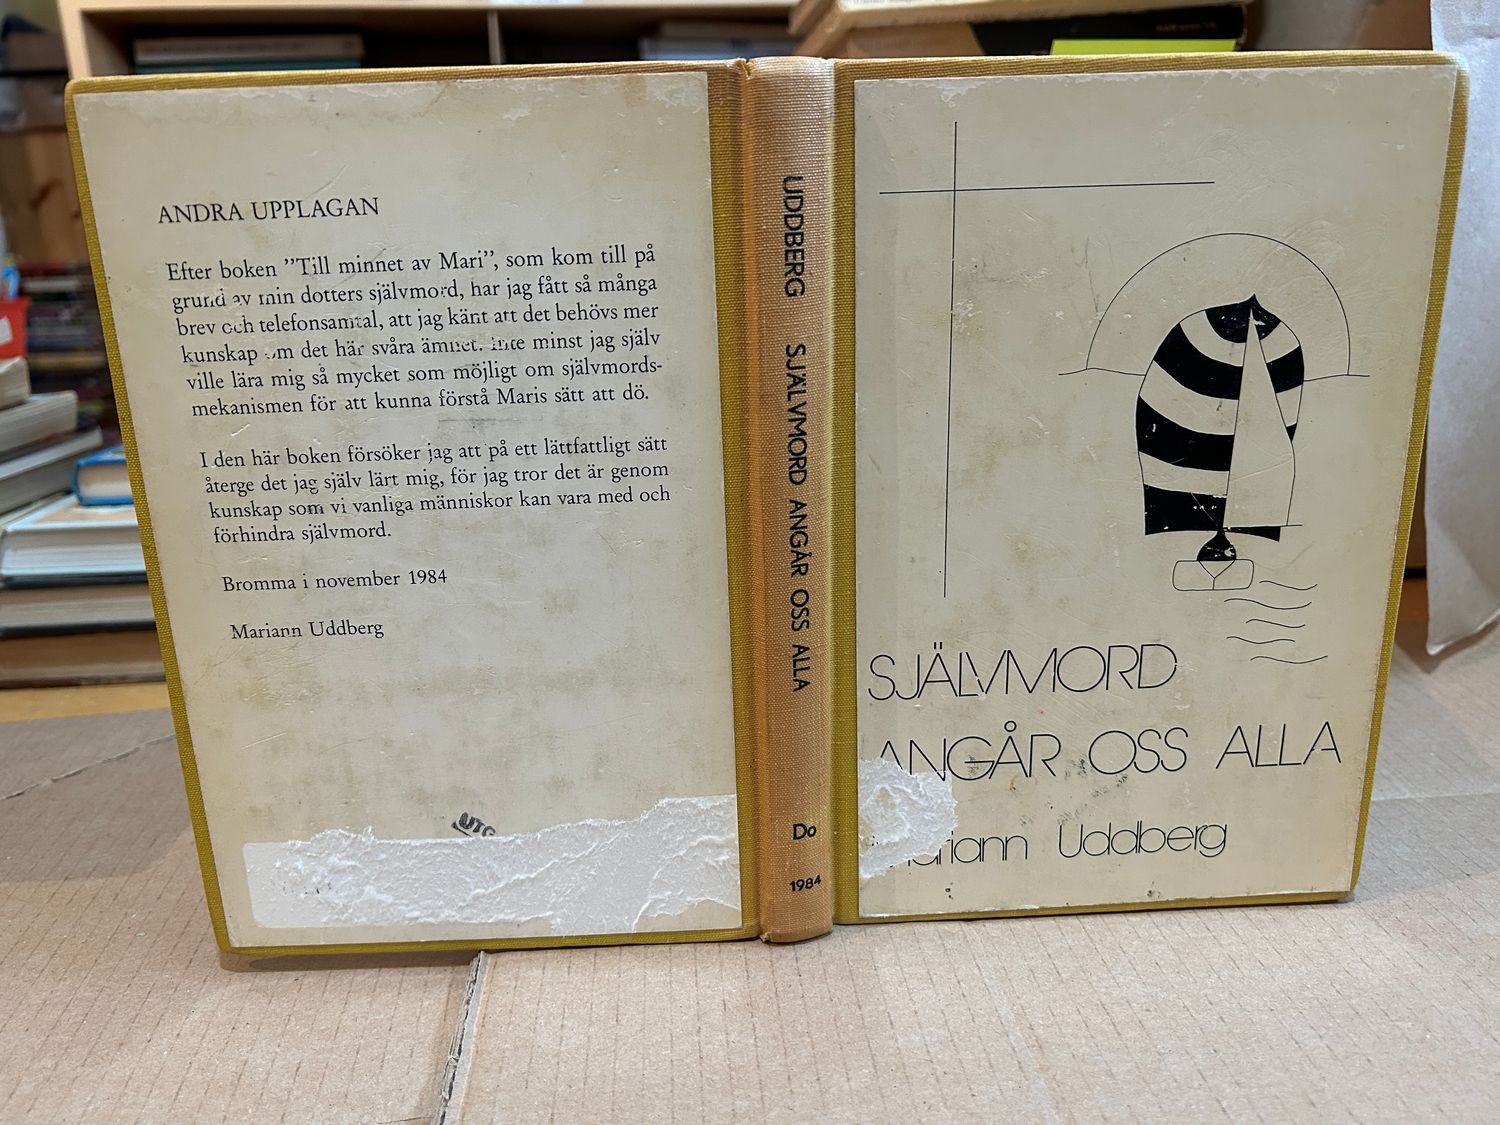 ANDRA UPPLAGAN
Efter boken ”Till minnet av Mari”, som kom till på
grund av min dotters självmord, har jag fått så många
brev och telefonsamtal, att jag känt att det behövs mer
kunskap om det här svåra ämnet. Inte minst jag själv
ville lära mig så mycket som möjligt om självmords-
mekanismen för att kunna förstå Maris sätt att dö.
I den här boken försöker jag att på ett lättfattligt sätt
återge det jag själv lärt mig, för jag tror det är genom
kunskap som vi vanliga människor kan vara med och
förhindra självmord.
Bromma i november 1984
Mariann Uddberg
UDDBERG SJÄLVMORD ANGÅR OSS ALLA
Do
1984
SJÄLVMORD
ANGÅR OSS ALLA
Mariann Uddberg